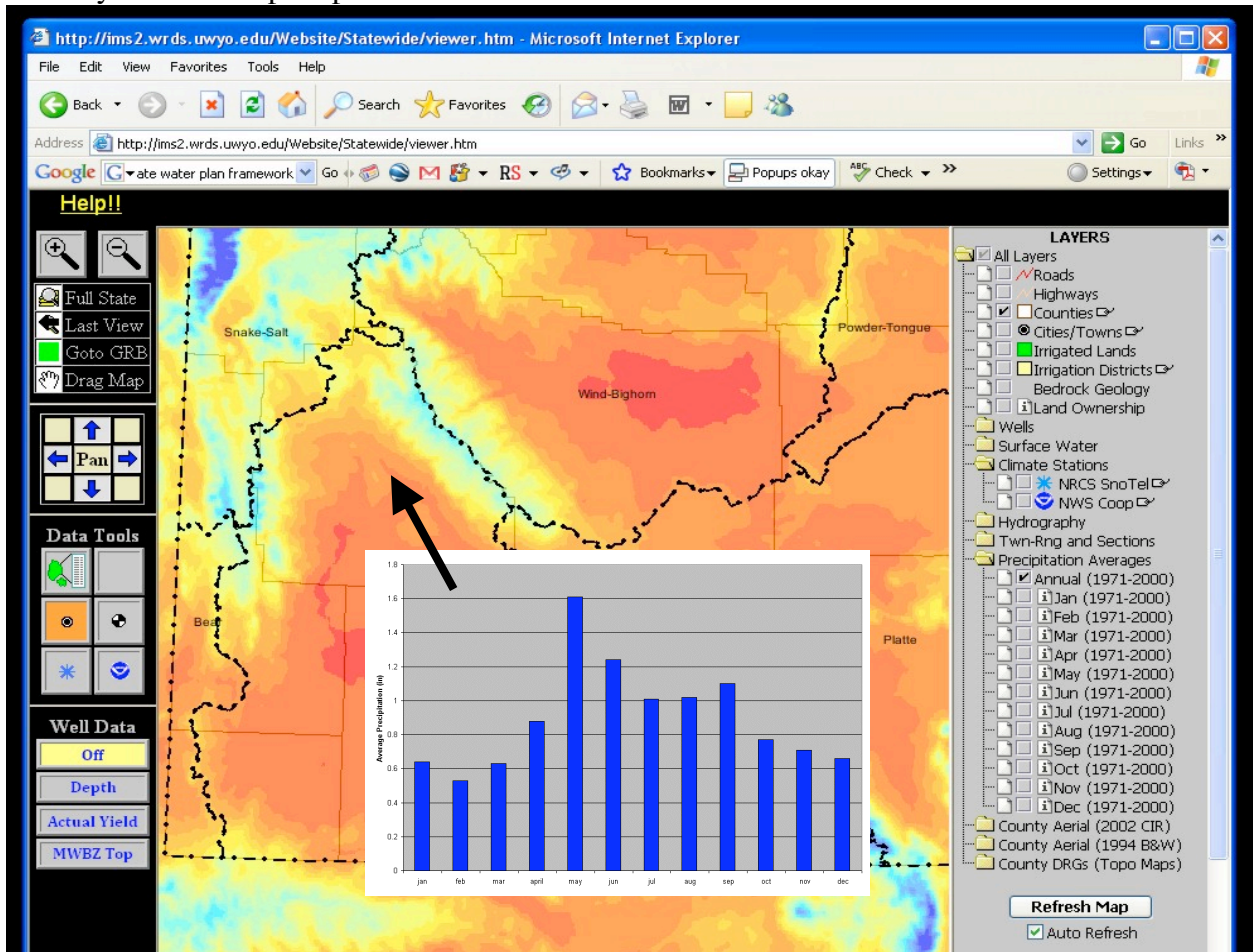 http://ims2.wrds.uwyo.edu/Website/Statewide/viewer.htm - Microsoft Internet Explorer
File Edit View Favorites Tools Help
Back Search Favorites
Address http://ims2.wrds.uwyo.edu/Website/Statewide/viewer.htm Go Links »
Google G ate water plan framework Go RS Bookmarks Popups okay ABC Check » Settings
Help!!
Full State
Last View
Goto GRB
Drag Map
Pan
Data Tools
Well Data
Off
Depth
Actual Yield
MWBZ Top
Snake-Salt
Powder-Tongue
Wind-Bighorn
Bear
Platte
Average Precipitation (in)
1.8
1.6
1.4
1.2
1
0.8
0.6
0.4
0.2
0
jan feb mar april may jun jul aug sep oct nov dec
LAYERS
All Layers
Roads
Highways
Counties
Cities/Towns
Irrigated Lands
Irrigation Districts
Bedrock Geology
i Land Ownership
Wells
Surface Water
Climate Stations
NRCS SnoTel
NWS Coop
Hydrography
Twn-Rng and Sections
Precipitation Averages
Annual (1971-2000)
i Jan (1971-2000)
i Feb (1971-2000)
i Mar (1971-2000)
i Apr (1971-2000)
i May (1971-2000)
i Jun (1971-2000)
i Jul (1971-2000)
i Aug (1971-2000)
i Sep (1971-2000)
i Oct (1971-2000)
i Nov (1971-2000)
i Dec (1971-2000)
County Aerial (2002 CIR)
County Aerial (1994 B&W)
County DRGs (Topo Maps)
Refresh Map
Auto Refresh